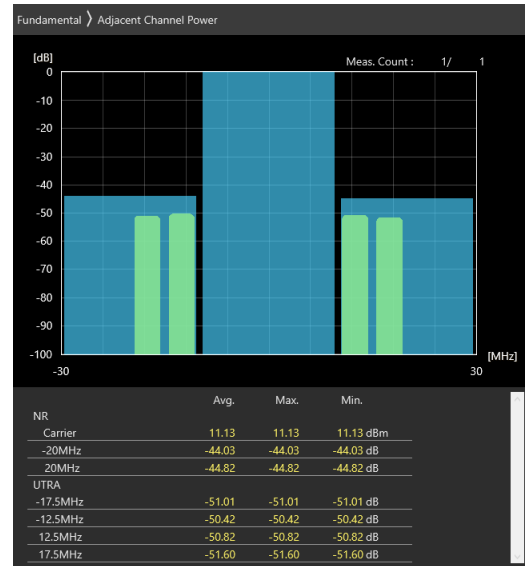 Fundamental 〉 Adjacent Channel Power
[dB]
Meas. Count : 1/ 1
0
-10
-20
-30
-40
-50
-60
-70
-80
-90
-100
[MHz]
-30 30
Avg. Max. Min.
NR
Carrier 11.13 11.13 11.13 dBm
-20MHz -44.03 -44.03 -44.03 dB
20MHz -44.82 -44.82 -44.82 dB
UTRA
-17.5MHz -51.01 -51.01 -51.01 dB
-12.5MHz -50.42 -50.42 -50.42 dB
12.5MHz -50.82 -50.82 -50.82 dB
17.5MHz -51.60 -51.60 -51.60 dB